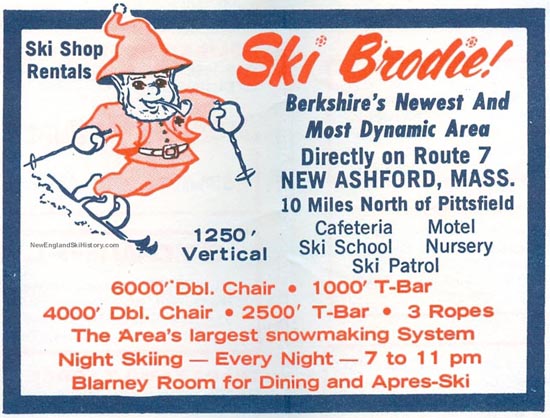 Ski Shop
Rentals
Ski Brodie!
Berkshire's Newest And
Most Dynamic Area
Directly on Route 7
NEW ASHFORD, MASS.
10 Miles North of Pittsfield
Cafeteria Motel
Ski School Nursery
Ski Patrol
NewEnglandSkiHistory.com
1250'
Vertical
6000' Dbl. Chair • 1000' T-Bar
4000' Dbl. Chair • 2500' T-Bar • 3 Ropes
The Area's largest snowmaking System
Night Skiing — Every Night — 7 to 11 pm
Blarney Room for Dining and Apres-Ski